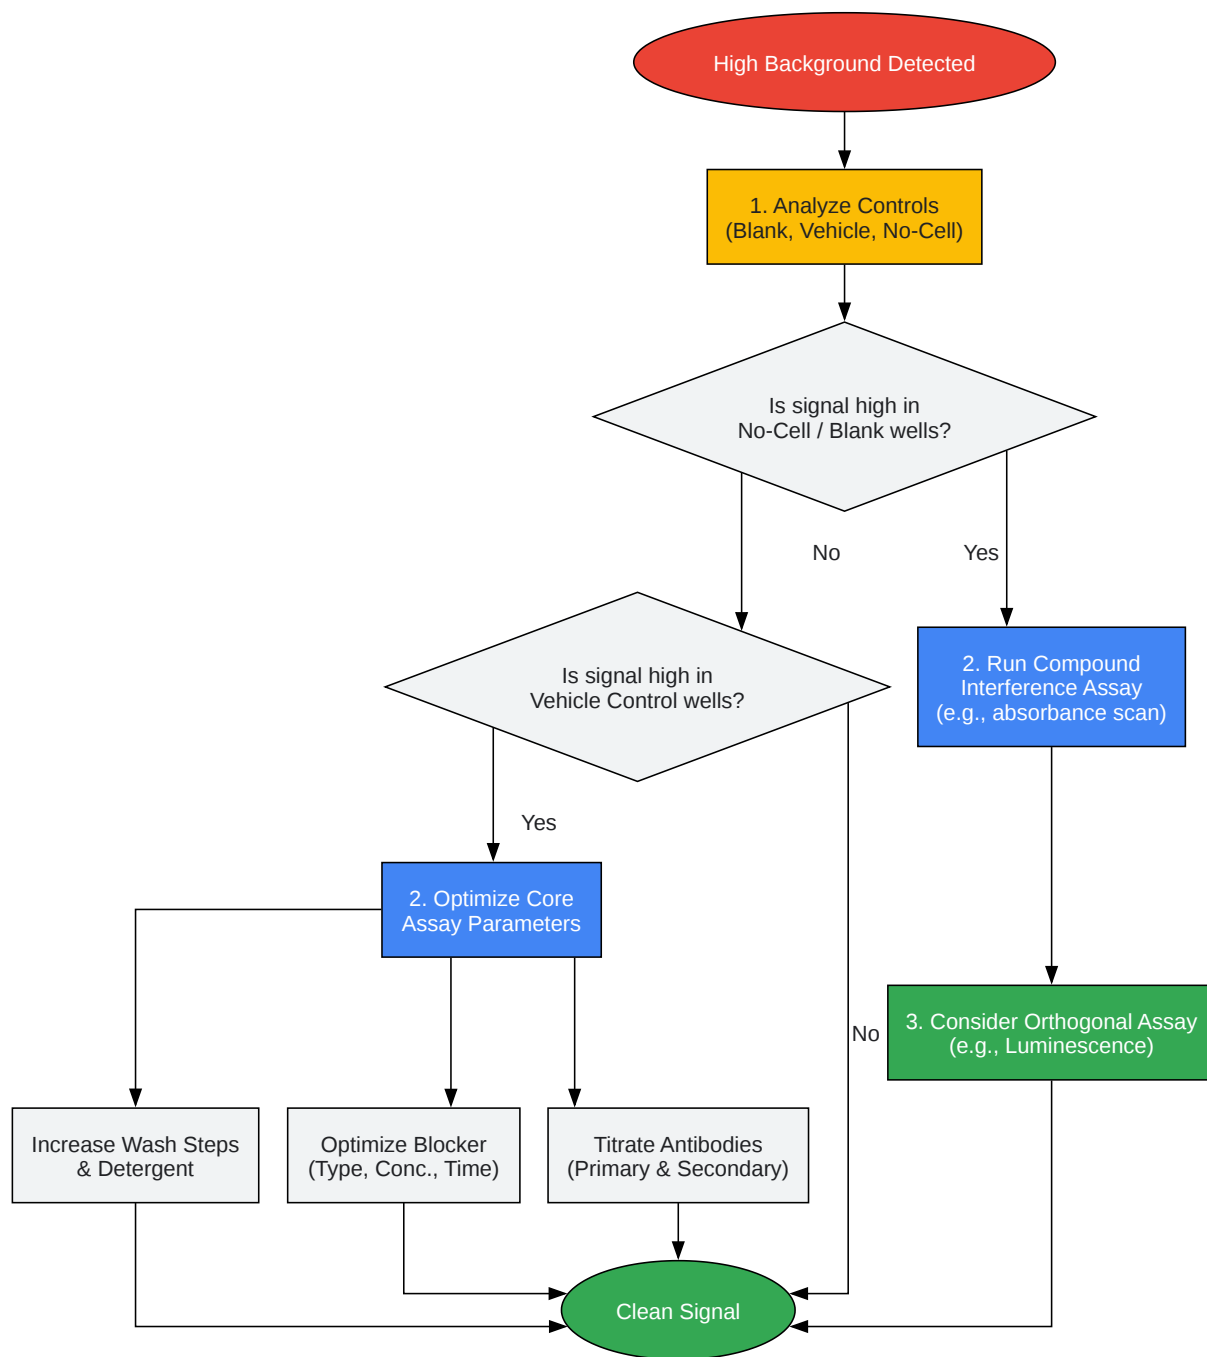 High Background Detected
1. Analyze Controls
(Blank, Vehicle, No-Cell)
Is signal high in
No-Cell / Blank wells?
No
Yes
Is signal high in
Vehicle Control wells?
2. Run Compound
Interference Assay
(e.g., absorbance scan)
Yes
2. Optimize Core
Assay Parameters
No
3. Consider Orthogonal Assay
(e.g., Luminescence)
Increase Wash Steps
& Detergent
Optimize Blocker
(Type, Conc., Time)
Titrate Antibodies
(Primary & Secondary)
Clean Signal